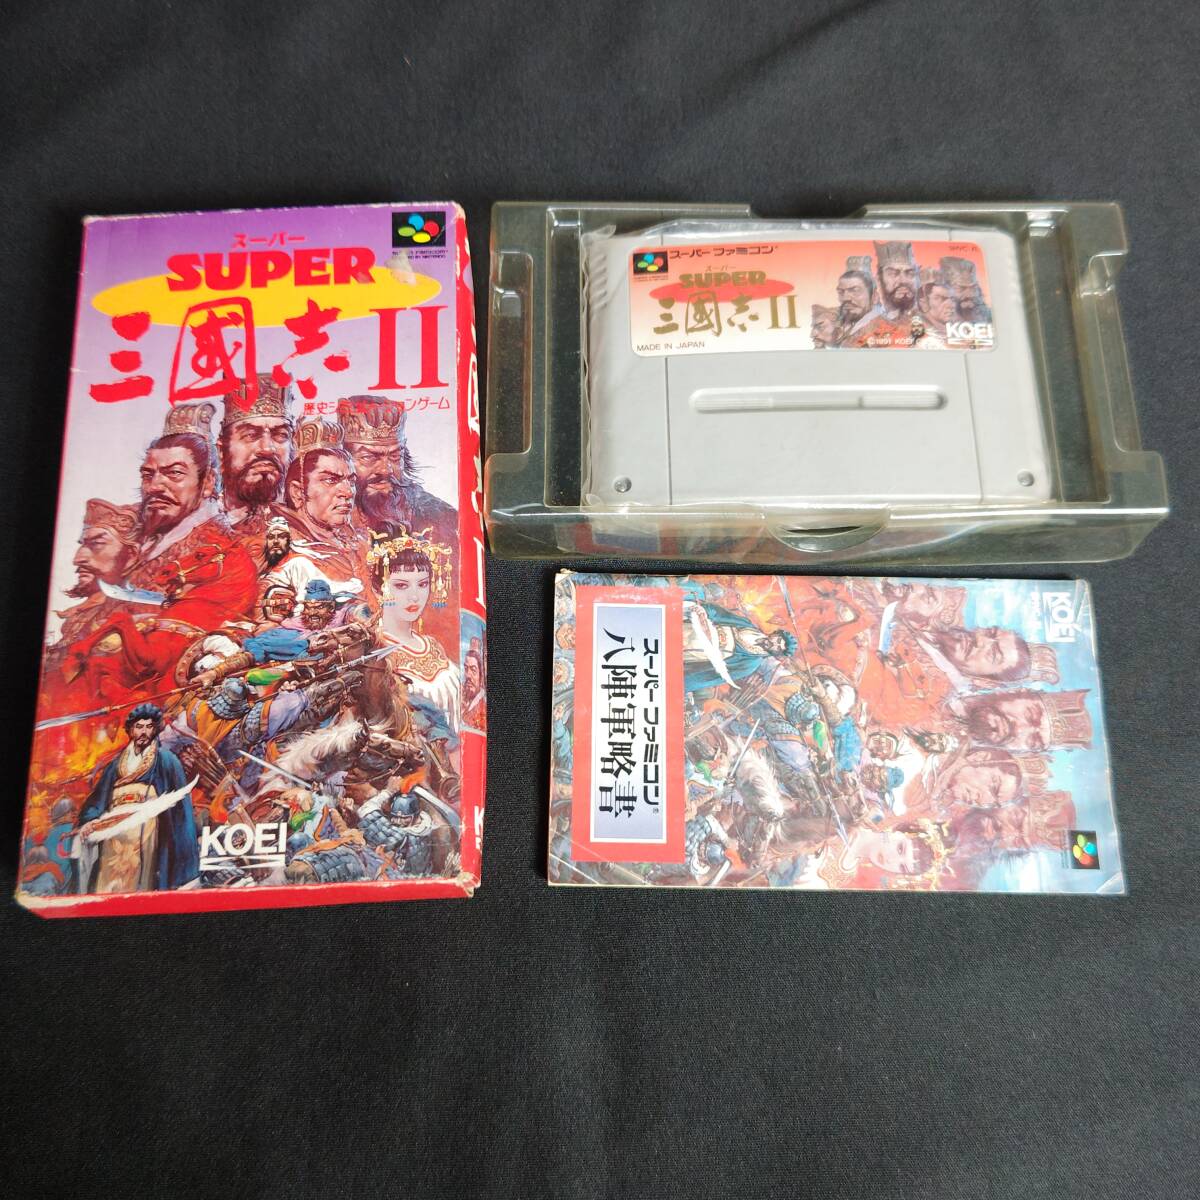 スーパー
SUPER
三國志II
歴史シミュレーションゲーム
KOEI
スーパーファミコン
スーパー
SUPER
三國志II
MADE IN JAPAN
KOEI
スーパーファミコン
八陣軍略書
KOEI